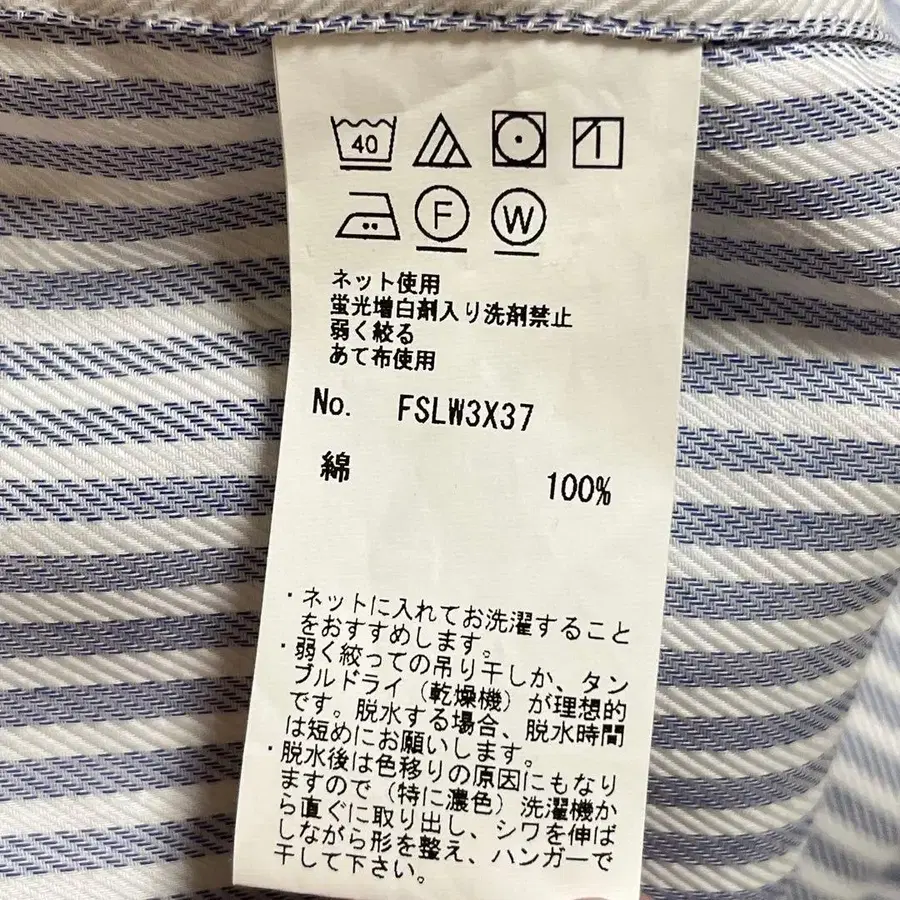 40
F
W
ネット使用
蛍光増白剤入り洗剤禁止
弱く絞る
あて布使用
No. FSLW3X37
綿 100%
・ネットに入れてお洗濯すること
をおすすめします。
・弱く絞っての吊り干しか、タン
ブルドライ（乾燥機）が理想的
です。脱水する場合、脱水時間
は短めにお願いします。
・脱水後は色移りの原因にもなり
ますので（特に濃色）洗濯機か
ら直ぐに取り出し、シワを伸ば
しながら形を整え、ハンガーで
干して下さい。